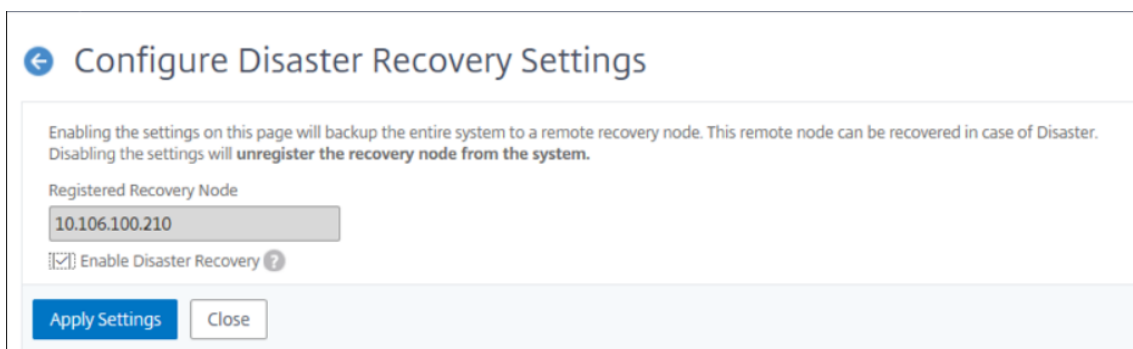 Configure Disaster Recovery Settings
Enabling the settings on this page will backup the entire system to a remote recovery node. This remote node can be recovered in case of Disaster.
Disabling the settings will unregister the recovery node from the system.
Registered Recovery Node
10.106.100.210
Enable Disaster Recovery ?
Apply Settings Close